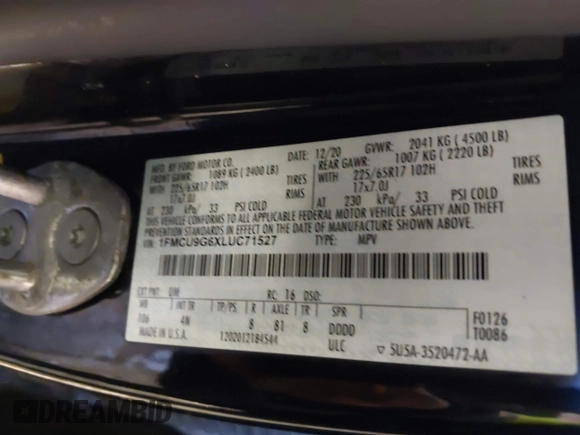 MFD. BY FORD MOTOR CO. DATE: 12/20 GVWR: 2041 KG ( 4500 LB)
FRONT GAWR: 1089 KG ( 2400 LB) REAR GAWR: 1007 KG ( 2220 LB)
WITH 225/65R17 102H TIRES WITH 225/65R17 102H TIRES
17x7.0J RIMS 17x7.0J RIMS
AT 230 kPa/ 33 PSI COLD AT 230 kPa/ 33 PSI COLD
THIS VEHICLE CONFORMS TO ALL APPLICABLE FEDERAL MOTOR VEHICLE SAFETY AND THEFT
PREVENTION STANDARDS IN EFFECT ON THE DATE OF MANUFACTURE SHOWN ABOVE.
VIN: 1FMCU9G6XLUC71527 TYPE: MPV
EXT PNT: UM RC: 16 DSO:
WB INT TR TP/PS R AXLE TR SPR
106 4N 8 81 8 DDDD
F0126
T0086
MADE IN U.S.A. 1202012184544 ULC ▽ 5U5A-3520472-AA
DREAMBID